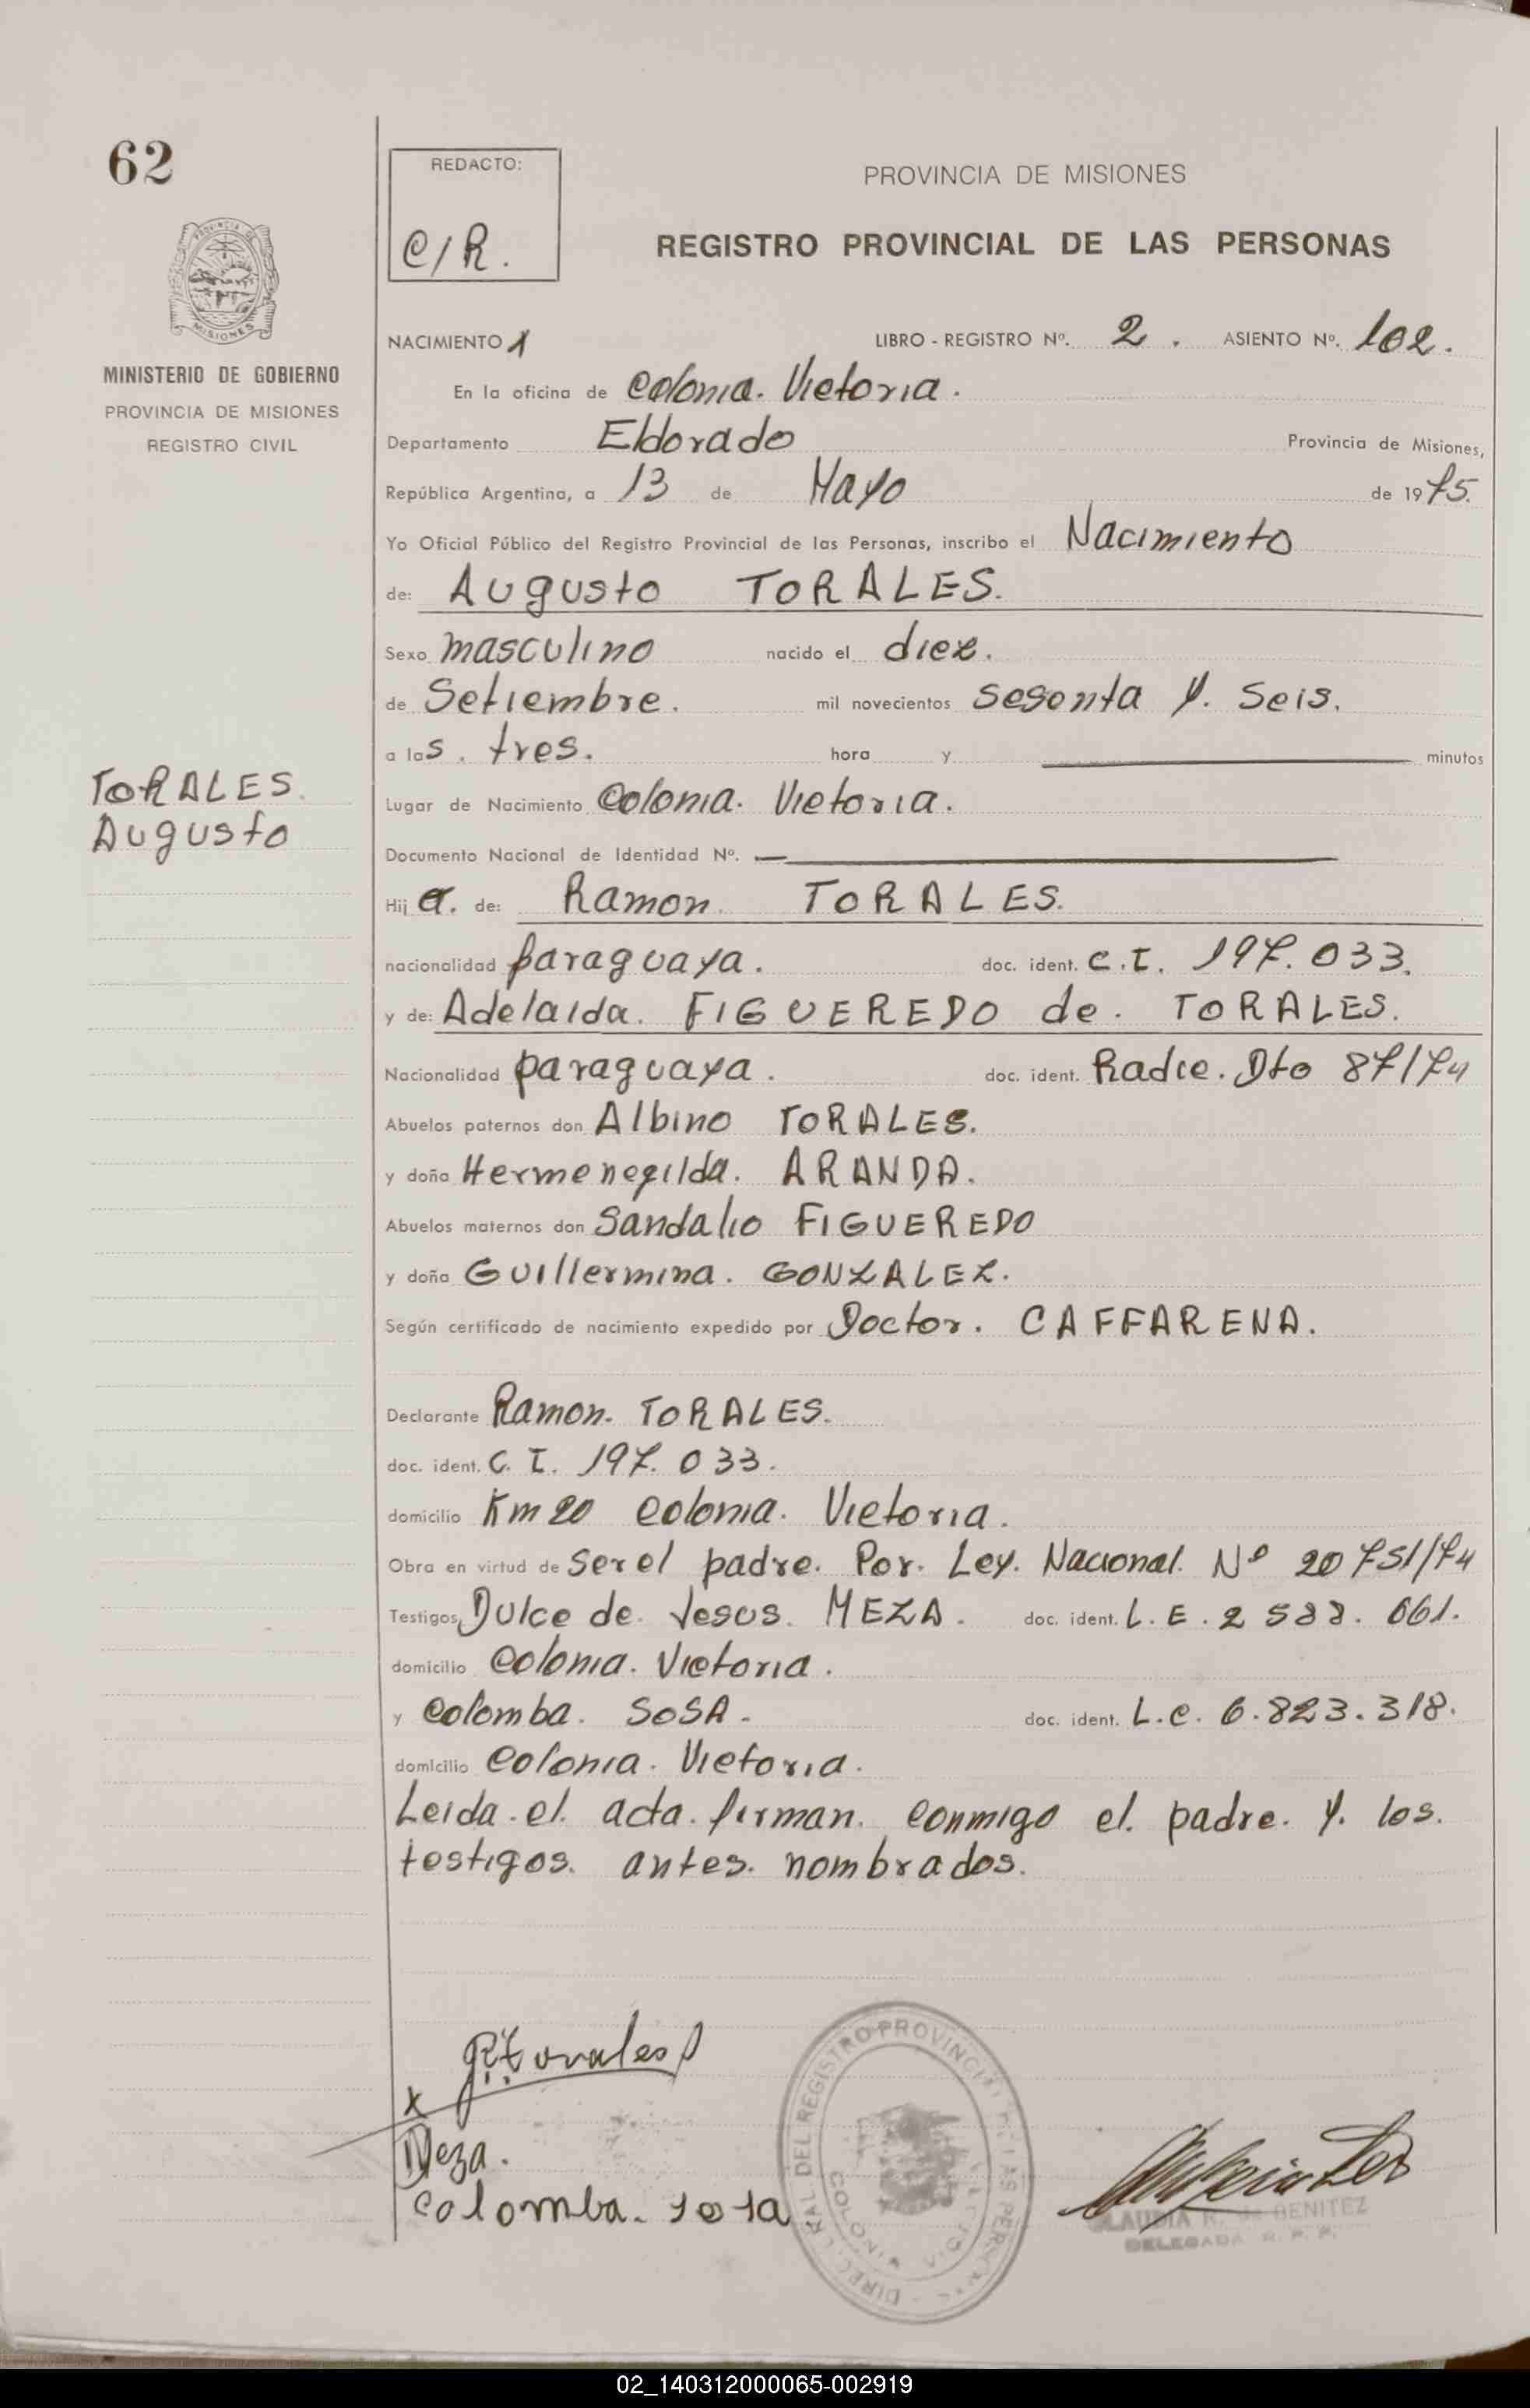 62
REDACTO:
C/R.
PROVINCIA DE MISIONES
REGISTRO PROVINCIAL DE LAS PERSONAS
MISIONES
MINISTERIO DE GOBIERNO
PROVINCIA DE MISIONES
REGISTRO CIVIL
NACIMIENTO 1 LIBRO - REGISTRO Nº. 2. ASIENTO Nº. 102.
En la oficina de Colonia. Victoria.
Departamento Eldorado Provincia de Misiones,
República Argentina, a 13 de Mayo de 1975.
Yo Oficial Público del Registro Provincial de las Personas, inscribo el Nacimiento
de: Augusto TORALES.
Sexo masculino nacido el diez.
de Setiembre. mil novecientos sesenta y. seis.
a las. tres. hora y minutos
TORALES.
Augusto
Lugar de Nacimiento Colonia. Victoria.
Documento Nacional de Identidad Nº.
Hij a. de: Ramon. TORALES.
nacionalidad paraguaya. doc. ident. C.I. 197.033.
y de: Adelaida. FIGUEREDO de. TORALES.
Nacionalidad paraguaya. doc. ident. Radic. Dto 87/74
Abuelos paternos don Albino TORALES.
y doña Hermenegilda. ARANDA.
Abuelos maternos don Sandalio FIGUEREDO
y doña Guillermina. GONZALEZ.
Según certificado de nacimiento expedido por Doctor. CAFFARENA.
Declarante Ramon. TORALES.
doc. ident. C. I. 197. 033.
domicilio Km 20 Colonia. Victoria.
Obra en virtud de ser el padre. Por. Ley. Nacional. Nº 20751/74
Testigos Dulce de. Jesus. MEZA. doc. ident. L. E. 2 588. 661.
domicilio Colonia. Victoria.
y Colomba. SOSA. doc. ident. L.C. 6.823.318.
domicilio Colonia. Victoria.
Leida. el. acta. firman. conmigo el. padre. y. los.
testigos. antes. nombrados.
x
Meza.
Colomba. sosa
BENITEZ
DELEGADA R. P. P.
02_140312000065-002919